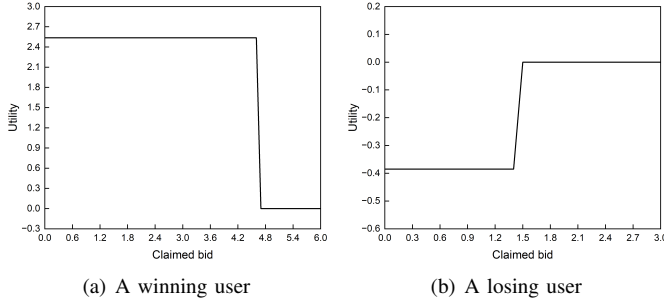 3.0
2.7
2.4
2.1
1.8
1.5
1.2
0.9
0.6
0.3
0.0
−0.3
Utility
0.0 0.6 1.2 1.8 2.4 3.0 3.6 4.2 4.8 5.4 6.0
Claimed bid
(a) A winning user
0.2
0.1
0.0
−0.1
−0.2
−0.3
−0.4
−0.5
−0.6
Utility
0.0 0.3 0.6 0.9 1.2 1.5 1.8 2.1 2.4 2.7 3.0
Claimed bid
(b) A losing user